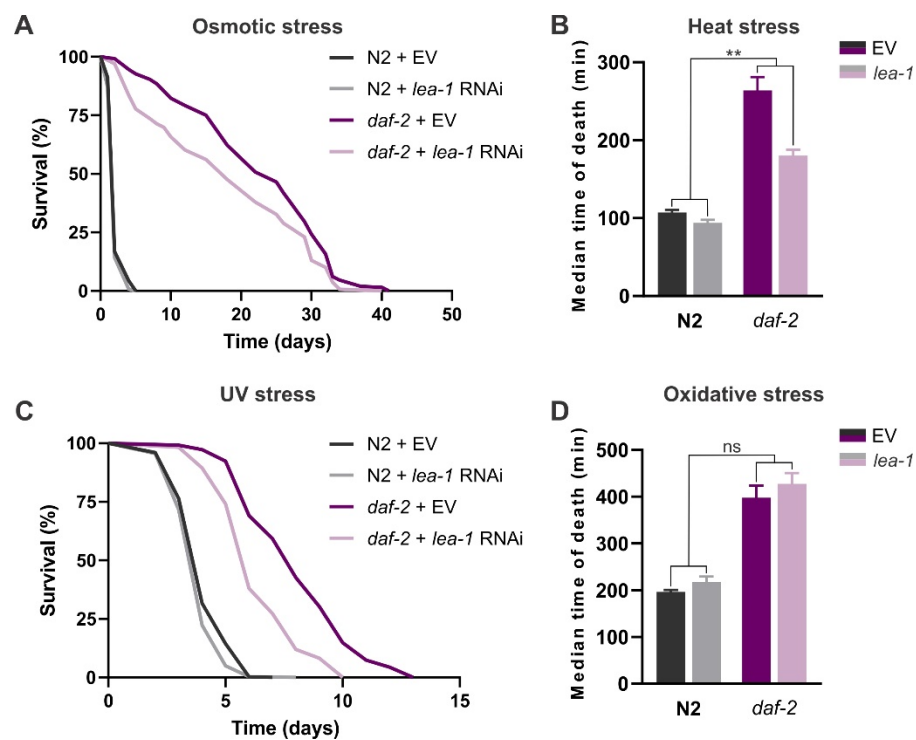 A
Osmotic stress
N2 + EV
N2 + lea-1 RNAi
daf-2 + EV
daf-2 + lea-1 RNAi
Survival (%)
100
75
50
25
0
0 10 20 30 40 50
Time (days)
B
Heat stress
EV
lea-1
**
Median time of death (min)
300
200
100
0
N2 daf-2
C
UV stress
N2 + EV
N2 + lea-1 RNAi
daf-2 + EV
daf-2 + lea-1 RNAi
Survival (%)
100
75
50
25
0
0 5 10 15
Time (days)
D
Oxidative stress
EV
lea-1
ns
Median time of death (min)
500
400
300
200
100
0
N2 daf-2